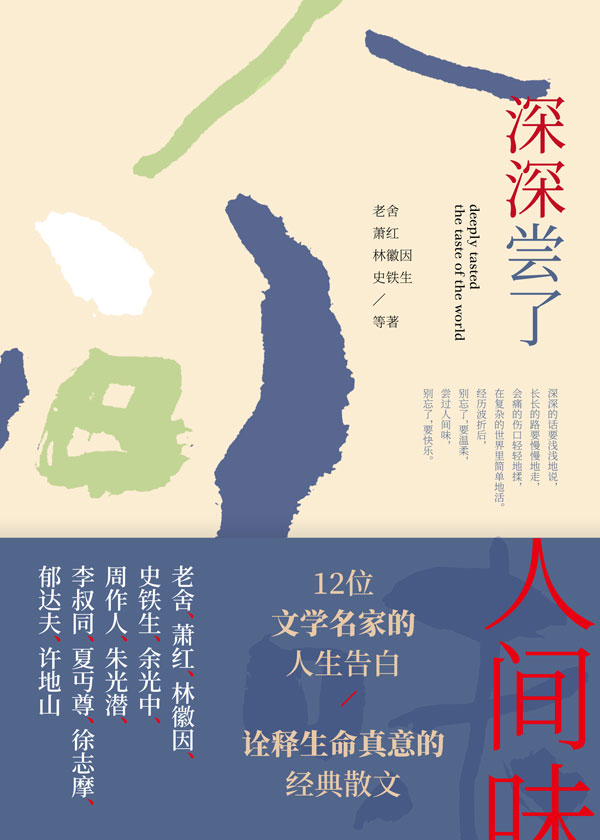 深深尝了
人间味
deeply tasted
the taste of the world
老舍
萧红
林徽因
史铁生
/
等著
深深的话要浅浅地说，
长长的路要慢慢地走，
会痛的伤口轻轻地揉，
在复杂的世界里简单地活。
经历波折后，
别忘了，要温柔，
尝过人间味，
别忘了，要快乐。
12位
文学名家的
人生告白
/
诠释生命真意的
经典散文
老舍、萧红、林徽因、
史铁生、余光中、
周作人、朱光潜、
李叔同、夏丏尊、徐志摩、
郁达夫、许地山